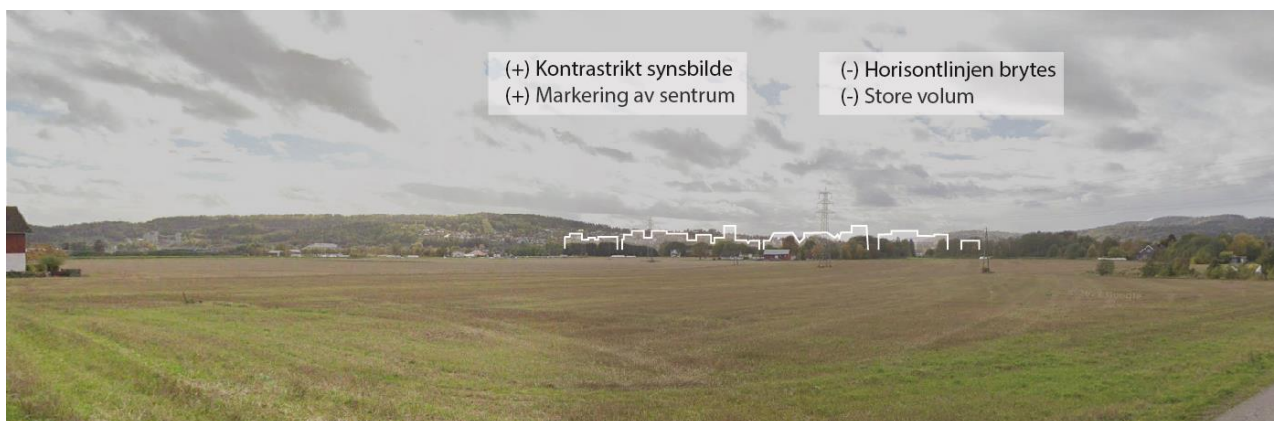 (+) Kontrastrikt synsbilde
(+) Markering av sentrum
(-) Horisontlinjen brytes
(-) Store volum